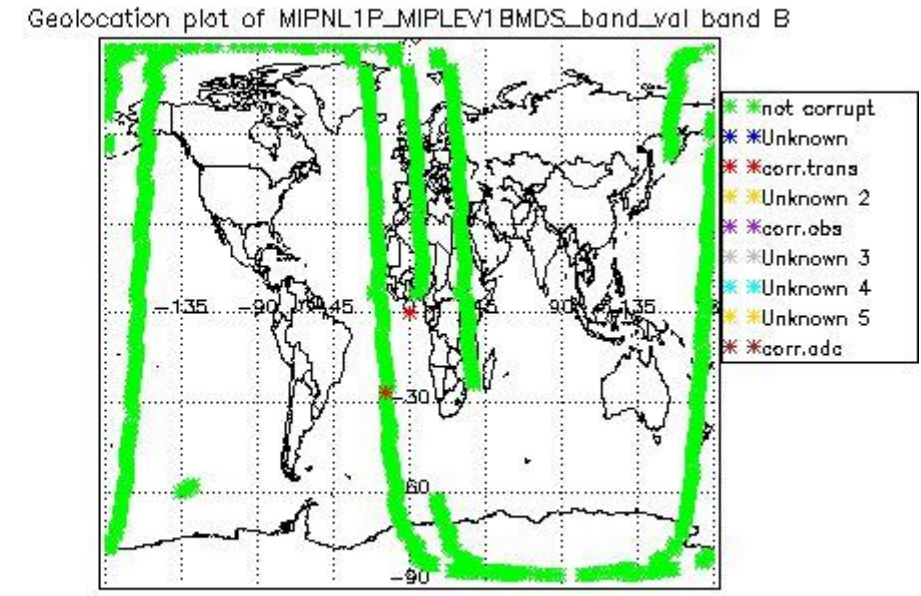 Geolocation plot of MIPNL1P_MIPLEV1BMDS_band_val band B
not corrupt
Unknown
corr.trans
Unknown 2
corr.obs
Unknown 3
Unknown 4
Unknown 5
corr.adc
-135 -90 45 90 135
-30
-60
-90